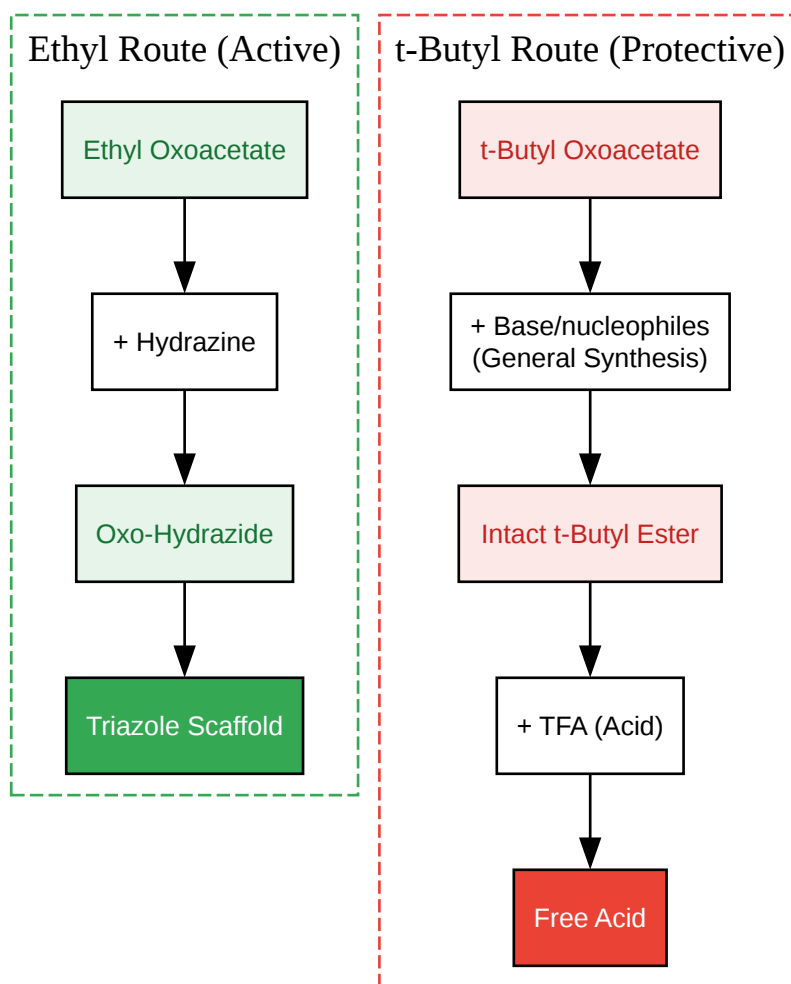 Ethyl Route (Active)
Ethyl Oxoacetate
+ Hydrazine
Oxo-Hydrazide
Triazole Scaffold
t-Butyl Route (Protective)
t-Butyl Oxoacetate
+ Base/nucleophiles
(General Synthesis)
Intact t-Butyl Ester
+ TFA (Acid)
Free Acid